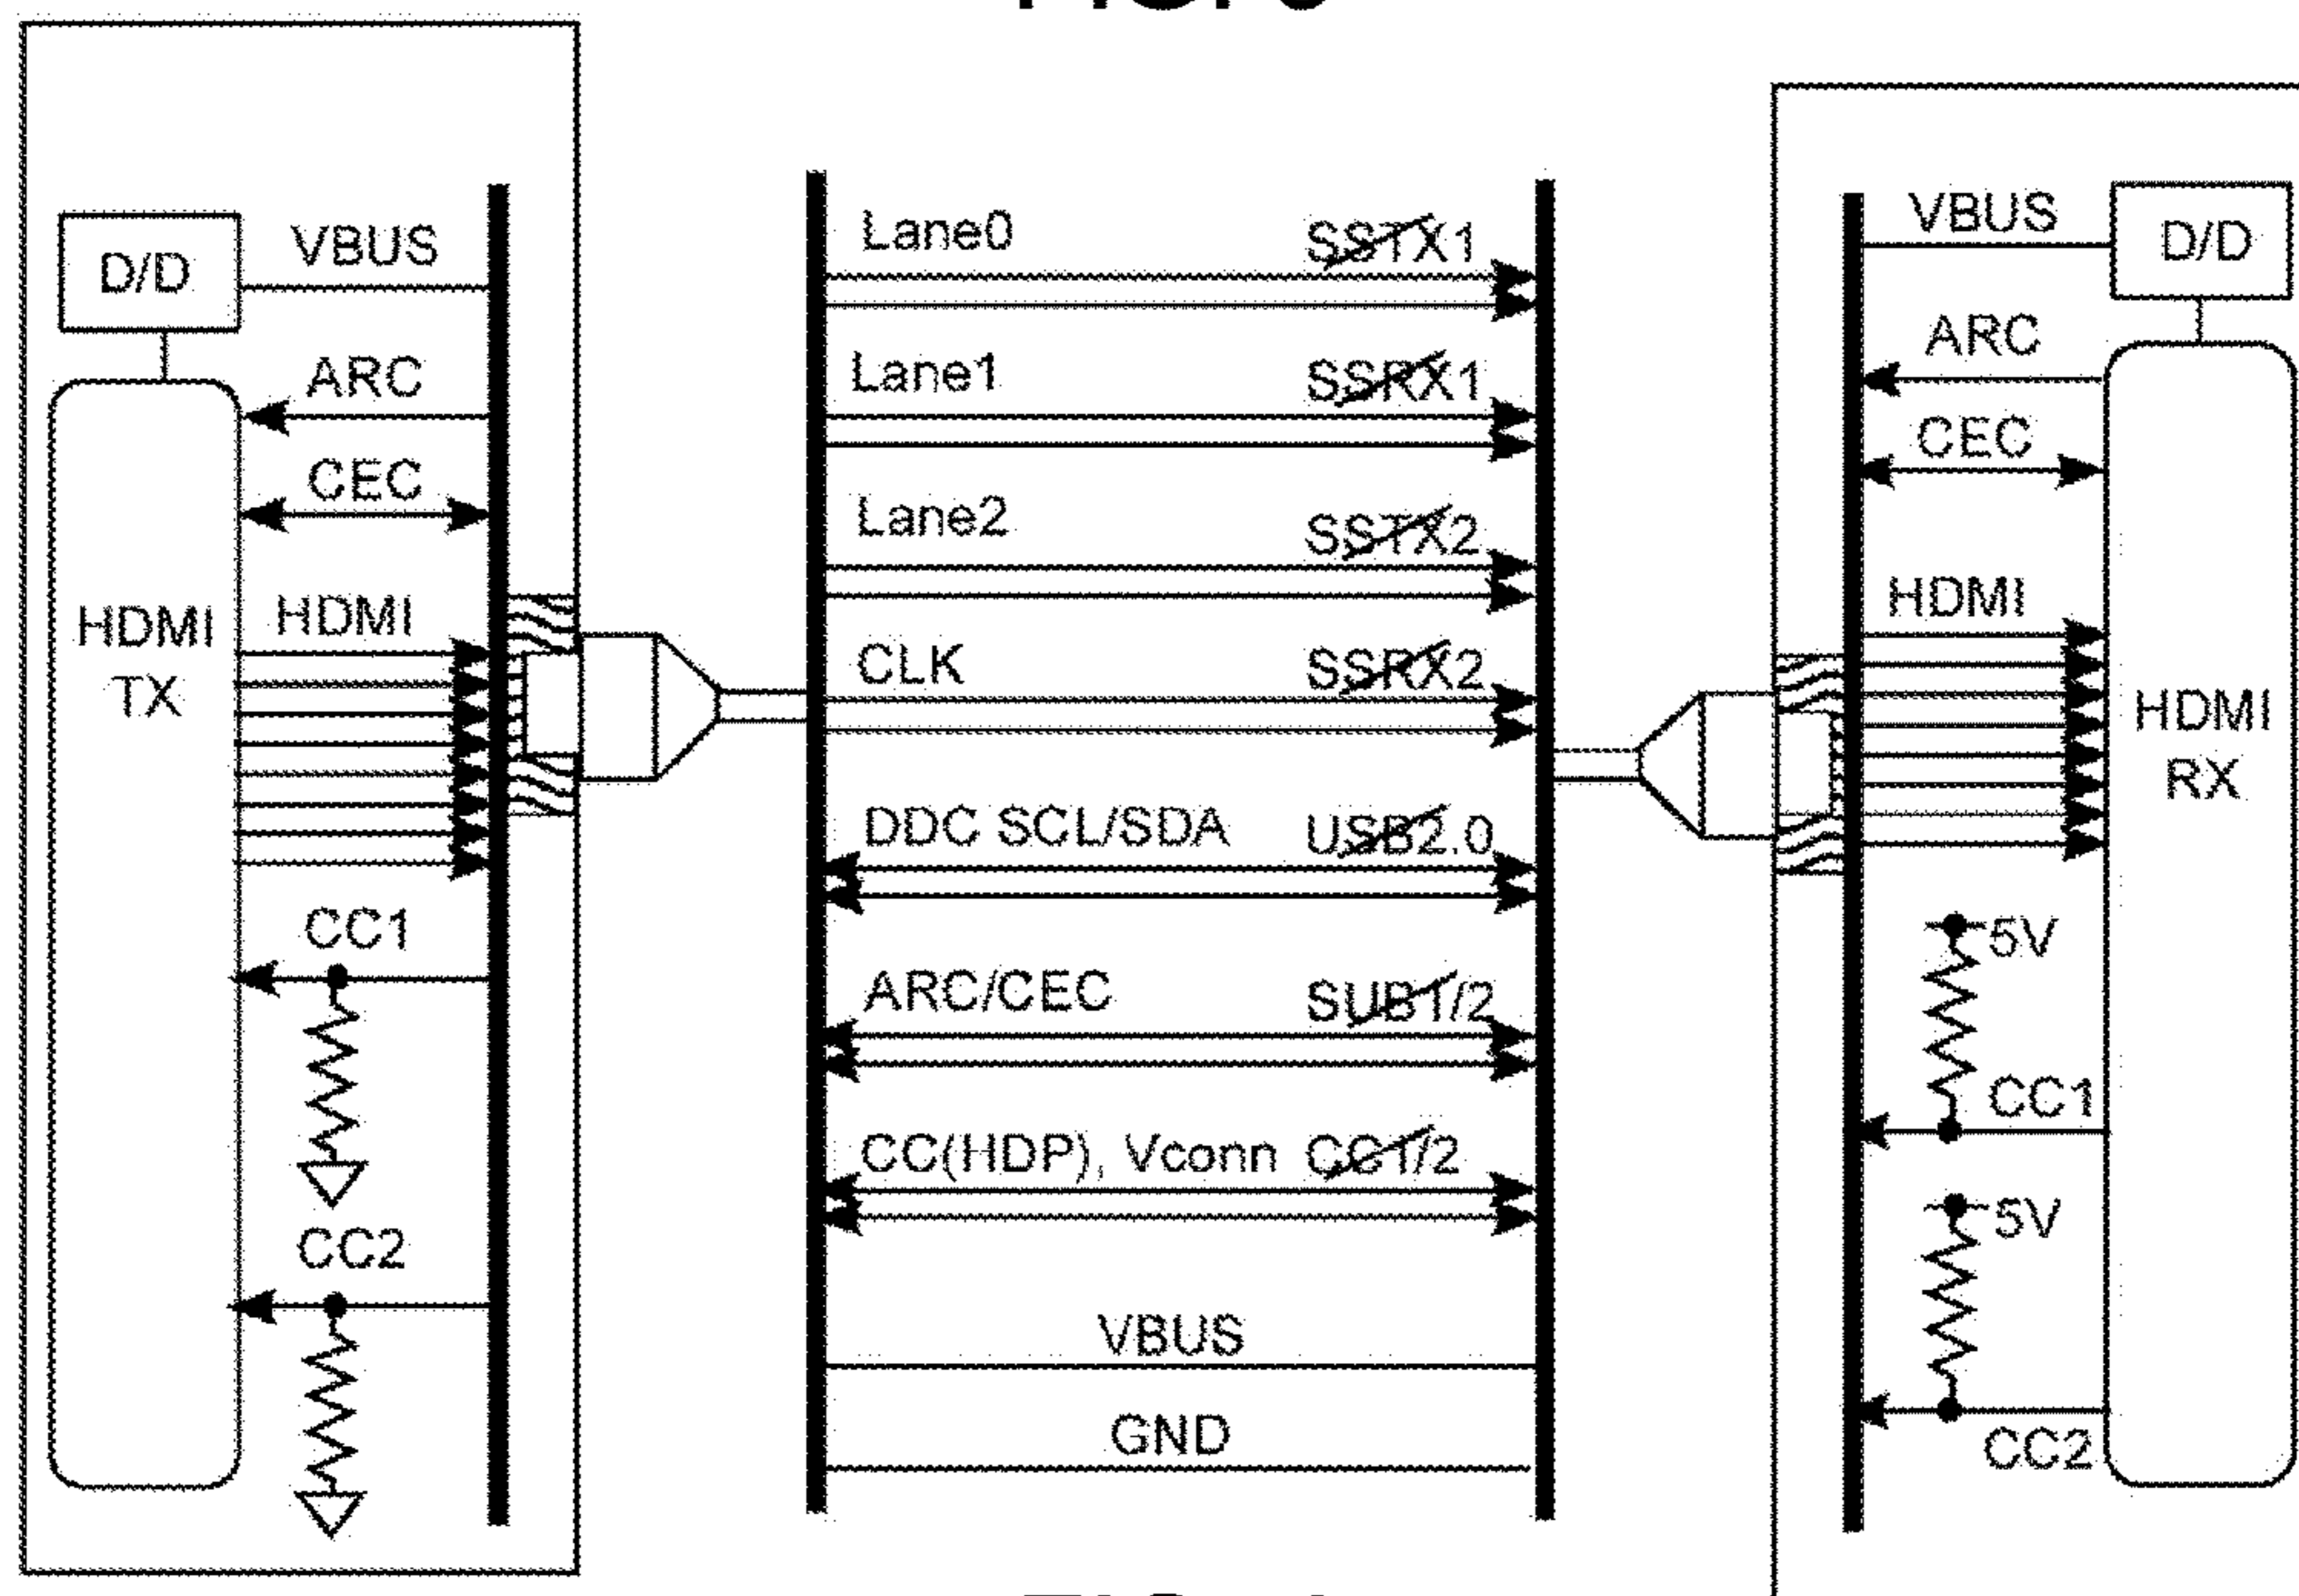 D/D
VBUS
ARC
CEC
HDMI
TX
HDMI
CC1
CC2
Lane0 SSTX1
Lane1 SSRX1
Lane2 SSTX2
CLK SSRX2
DDC SCL/SDA USB2.0
ARC/CEC SUB1/2
CC(HDP), Vconn CC1/2
VBUS
GND
VBUS
D/D
ARC
CEC
HDMI
HDMI
RX
5V
CC1
5V
CC2